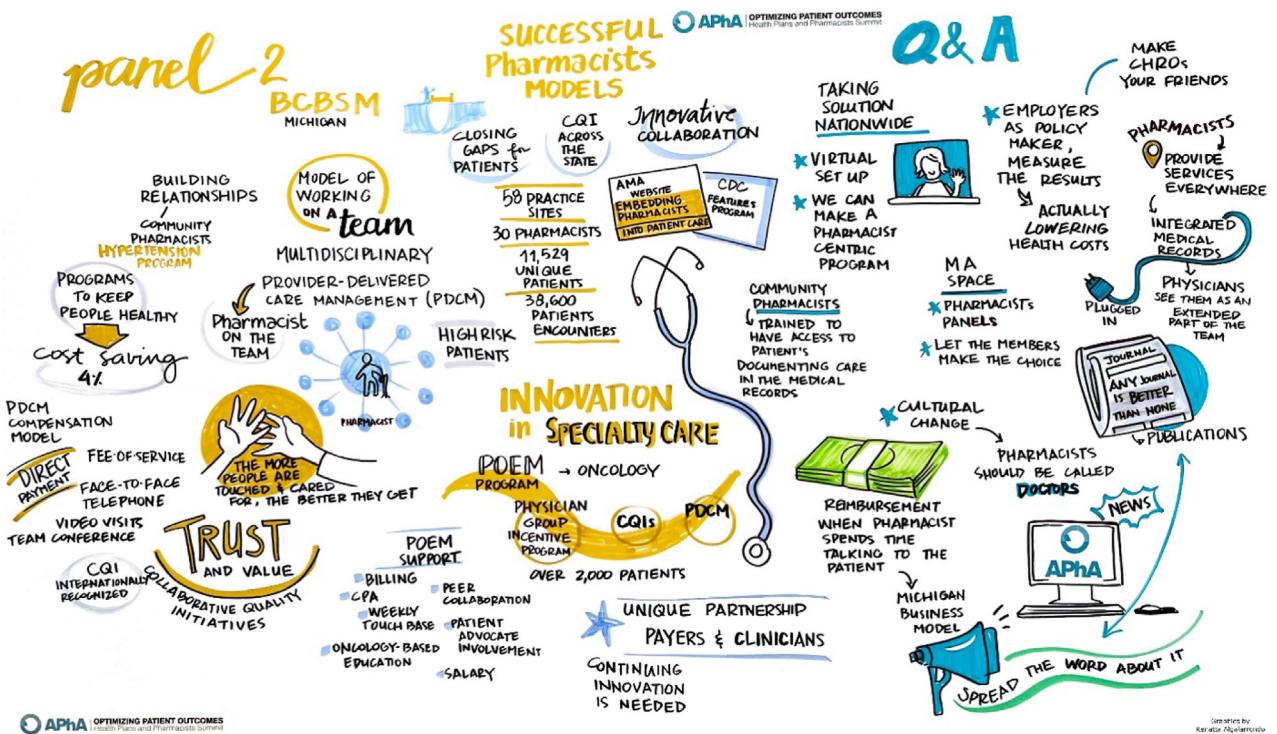 panel 2
BCBSM
MICHIGAN
SUCCESSFUL
Pharmacists
MODELS
APhA
OPTIMIZING PATIENT OUTCOMES
Health Plans and Pharmacists Summit
BUILDING
RELATIONSHIPS
COMMUNITY
PHARMACISTS
HYPERTENSION
PROGRAM
PROGRAMS
TO KEEP
PEOPLE HEALTHY
COST SAVING
4%
MODEL OF
WORKING
ON A team
MULTIDISCIPLINARY
PROVIDER-DELIVERED
CARE MANAGEMENT (PDCM)
Pharmacist
ON THE
TEAM
PHARMACIST
HIGH RISK
PATIENTS
CLOSING
GAPS for
PATIENTS
CQI
ACROSS
THE
STATE
Innovative
COLLABORATION
58 PRACTICE
SITES
30 PHARMACISTS
11,529
UNIQUE
PATIENTS
38,600
PATIENTS
ENCOUNTERS
AMA
WEBSITE
EMBEDDING
PHARMACISTS
INTO PATIENT CARE
CDC
FEATURES
PROGRAM
PDCM
COMPENSATION
MODEL
DIRECT
PAYMENT
FEE-OF-SERVICE
FACE-TO-FACE
TELEPHONE
VIDEO VISITS
TEAM CONFERENCE
THE MORE
PEOPLE ARE
TOUCHED & CARED
FOR, THE BETTER THEY GET
TRUST
AND VALUE
CQI
INTERNATIONALLY
RECOGNIZED
COLLABORATIVE QUALITY
INITIATIVES
INNOVATION
in SPECIALTY CARE
POEM
PROGRAM
→ ONCOLOGY
PHYSICIAN
GROUP
INCENTIVE
PROGRAM
CQIs
PDCM
OVER 2,000 PATIENTS
POEM
SUPPORT
BILLING
CPA
WEEKLY
TOUCH BASE
ONCOLOGY-BASED
EDUCATION
PEER
COLLABORATION
PATIENT
ADVOCATE
INVOLVEMENT
SALARY
UNIQUE PARTNERSHIP
PAYERS & CLINICIANS
CONTINUING
INNOVATION
IS NEEDED
Q & A
TAKING
SOLUTION
NATIONWIDE
VIRTUAL
SET UP
WE CAN
MAKE A
PHARMACIST
CENTRIC
PROGRAM
COMMUNITY
PHARMACISTS
TRAINED TO
HAVE ACCESS TO
PATIENT'S
DOCUMENTING CARE
IN THE MEDICAL
RECORDS
MAKE
CHROs
YOUR FRIENDS
EMPLOYERS
AS POLICY
MAKER,
MEASURE
THE RESULTS
ACTUALLY
LOWERING
HEALTH COSTS
MA
SPACE
PHARMACISTS
PANELS
LET THE MEMBERS
MAKE THE CHOICE
PHARMACISTS
PROVIDE
SERVICES
EVERYWHERE
INTEGRATED
MEDICAL
RECORDS
PLUGGED
IN
PHYSICIANS
SEE THEM AS AN
EXTENDED
PART OF THE
TEAM
JOURNAL
ANY JOURNAL
IS BETTER
THAN NONE
PUBLICATIONS
CULTURAL
CHANGE
PHARMACISTS
SHOULD BE CALLED
DOCTORS
REIMBURSEMENT
WHEN PHARMACIST
SPENDS TIME
TALKING TO THE
PATIENT
MICHIGAN
BUSINESS
MODEL
NEWS
APhA
SPREAD THE WORD ABOUT IT
APhA
OPTIMIZING PATIENT OUTCOMES
Health Plans and Pharmacists Summit
Graphics by